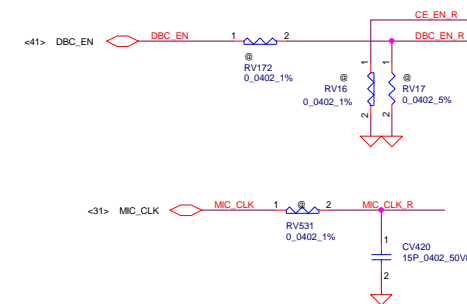 CE_EN_R
<41> DBC_EN DBC_EN 1 2 DBC_EN_R
@
RV172
0_0402_1%
1 1
@
RV16
0_0402_1%
@
RV17
0_0402_5%
2 2
<31> MIC_CLK MIC_CLK 1 @ 2 MIC_CLK_R
RV531
0_0402_1%
1
CV420
15P_0402_50V8
2